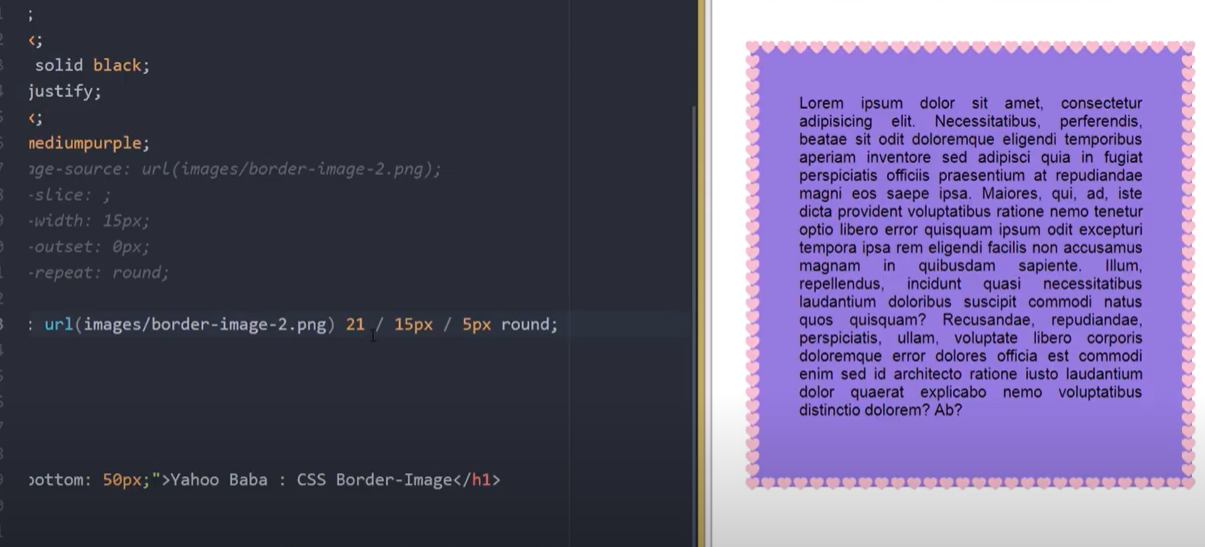 ;
<;
solid black;
justify;
<;
mediumpurple;
age-source: url(images/border-image-2.png);
-slice: ;
-width: 15px;
-outset: 0px;
-repeat: round;
: url(images/border-image-2.png) 21 / 15px / 5px round;
bottom: 50px;">Yahoo Baba : CSS Border-Image</h1>
Lorem ipsum dolor sit amet, consectetur
adipisicing elit. Necessitatibus, perferendis,
beatae sit odit doloremque eligendi temporibus
aperiam inventore sed adipisci quia in fugiat
perspiciatis officiis praesentium at repudiandae
magni eos saepe ipsa. Maiores, qui, ad, iste
dicta provident voluptatibus ratione nemo tenetur
optio libero error quisquam ipsum odit excepturi
tempora ipsa rem eligendi facilis non accusamus
magnam in quibusdam sapiente. Illum,
repellendus, incidunt quasi necessitatibus
laudantium doloribus suscipit commodi natus
quos quisquam? Recusandae, repudiandae,
perspiciatis, ullam, voluptate libero corporis
doloremque error dolores officia est commodi
enim sed id architecto ratione iusto laudantium
dolor quaerat explicabo nemo voluptatibus
distinctio dolorem? Ab?